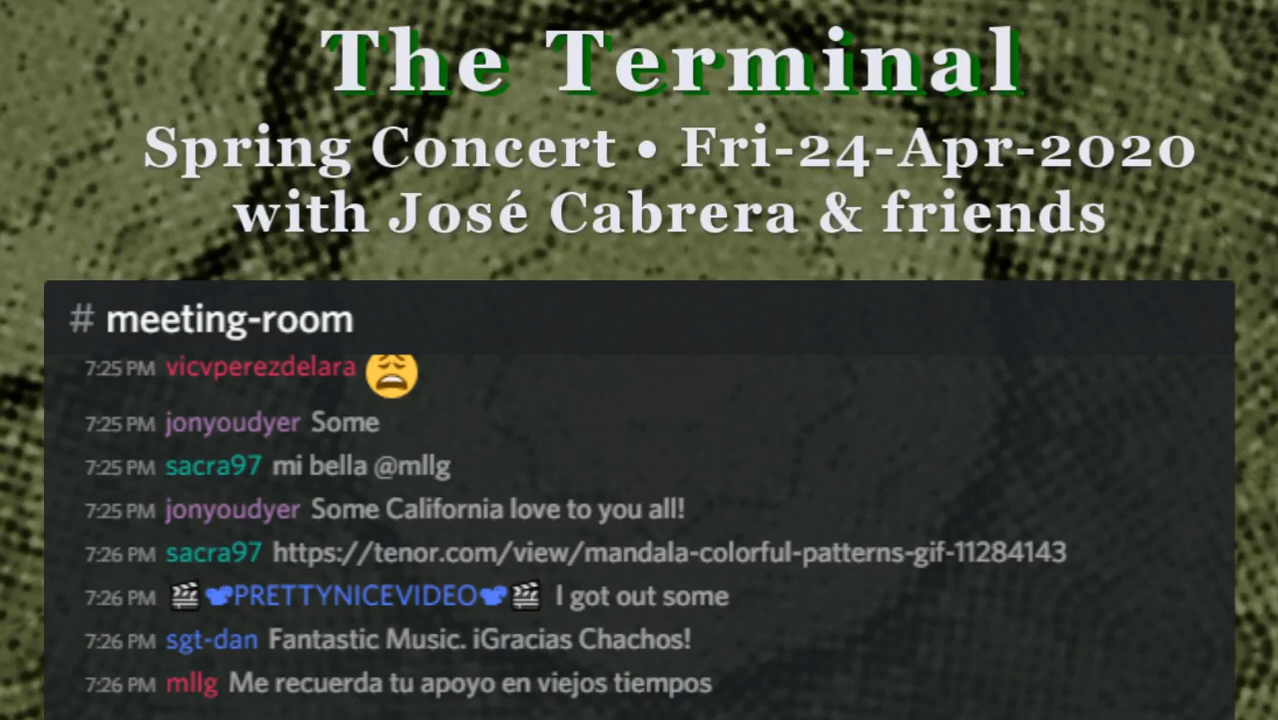 The Terminal
Spring Concert • Fri-24-Apr-2020
with José Cabrera & friends
# meeting-room
7:25 PM vicvperezdelara 😩
7:25 PM jonyoudyer Some
7:25 PM sacra97 mi bella @mllg
7:25 PM jonyoudyer Some California love to you all!
7:26 PM sacra97 https://tenor.com/view/mandala-colorful-patterns-gif-11284143
7:26 PM 🎬PRETTYNICEVIDEO🎬 I got out some
7:26 PM sgt-dan Fantastic Music. ¡Gracias Chachos!
7:26 PM mllg Me recuerda tu apoyo en viejos tiempos